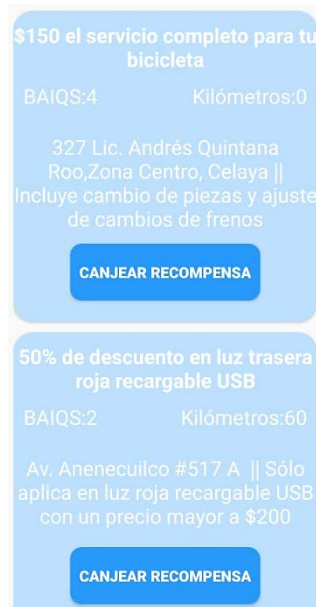 $150 el servicio completo para tu
bicicleta
BAIQS:4 Kilómetros:0
327 Lic. Andrés Quintana
Roo,Zona Centro, Celaya ||
Incluye cambio de piezas y ajuste
de cambios de frenos
CANJEAR RECOMPENSA
50% de descuento en luz trasera
roja recargable USB
BAIQS:2 Kilómetros:60
Av. Anenecuilco #517 A || Sólo
aplica en luz roja recargable USB
con un precio mayor a $200
CANJEAR RECOMPENSA